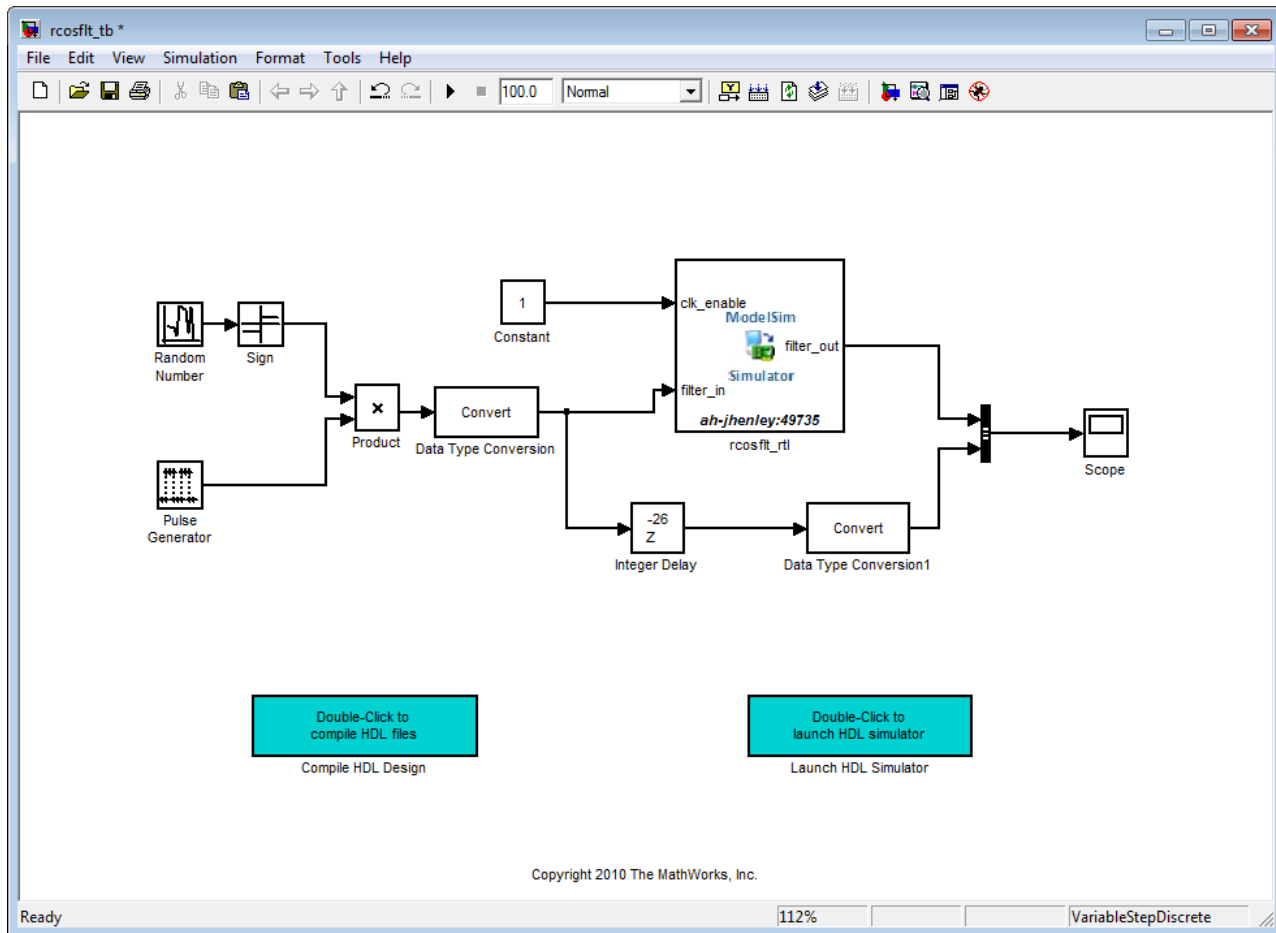 rcosflt_tb *
File Edit View Simulation Format Tools Help
100.0 Normal
1
Constant
clk_enable
ModelSim
filter_out
Simulator
filter_in
ah-jhenley:49735
rcosflt_rtl
Random
Number
Sign
×
Product
Convert
Data Type Conversion
Scope
Pulse
Generator
-26
Z
Integer Delay
Convert
Data Type Conversion1
Double-Click to
compile HDL files
Compile HDL Design
Double-Click to
launch HDL simulator
Launch HDL Simulator
Copyright 2010 The MathWorks, Inc.
Ready 112% VariableStepDiscrete